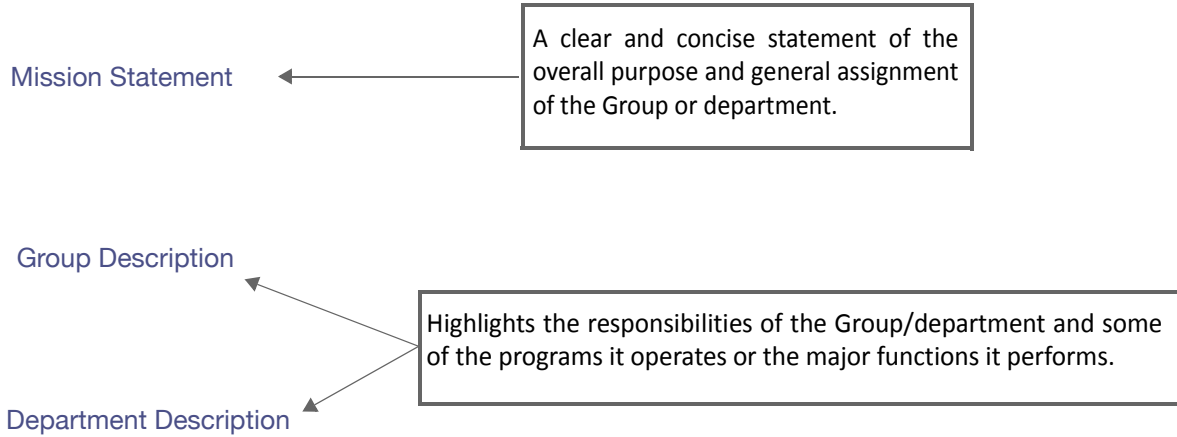 A clear and concise statement of the
overall purpose and general assignment
of the Group or department.
Mission Statement
Group Description
Highlights the responsibilities of the Group/department and some
of the programs it operates or the major functions it performs.
Department Description